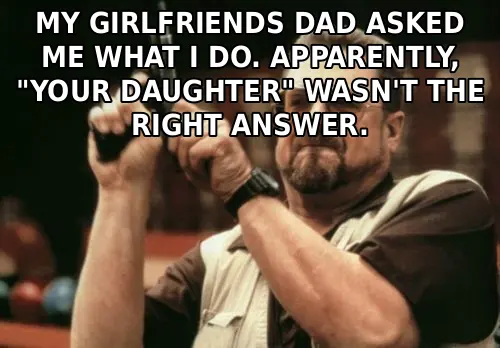 MY GIRLFRIENDS DAD ASKED
ME WHAT I DO. APPARENTLY,
"YOUR DAUGHTER" WASN'T THE
RIGHT ANSWER.